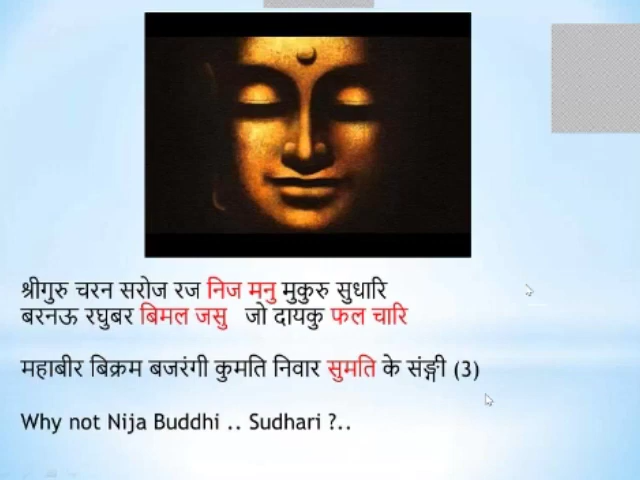 श्रीगुरु चरन सरोज रज निज मनु मुकुरु सुधारि
बरनऊ रघुबर बिमल जसु जो दायकु फल चारि
महाबीर बिक्रम बजरंगी कुमति निवार सुमति के संङ्गी (3)
Why not Nija Buddhi .. Sudhari ?..